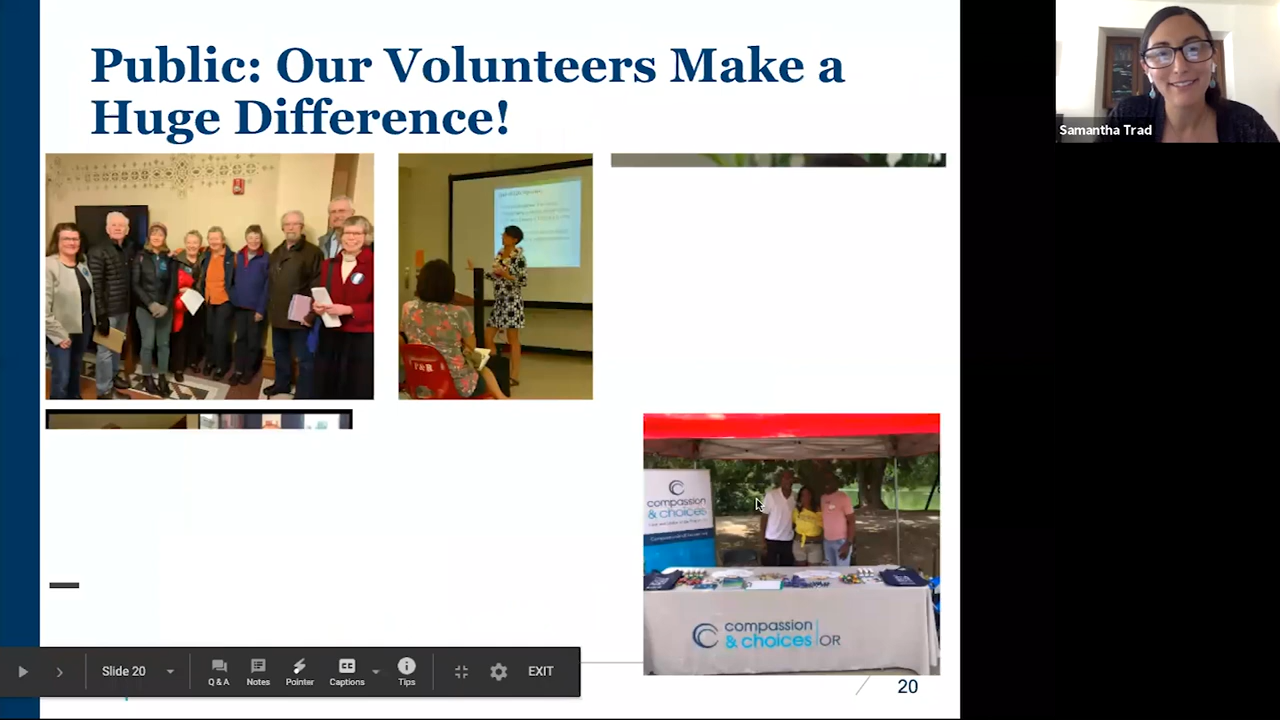 Public: Our Volunteers Make a
Huge Difference!
Samantha Trad
P&R
compassion
& choices
compassion
& choices OR
Slide 20
Q & A
Notes
Pointer
Captions
Tips
EXIT
20